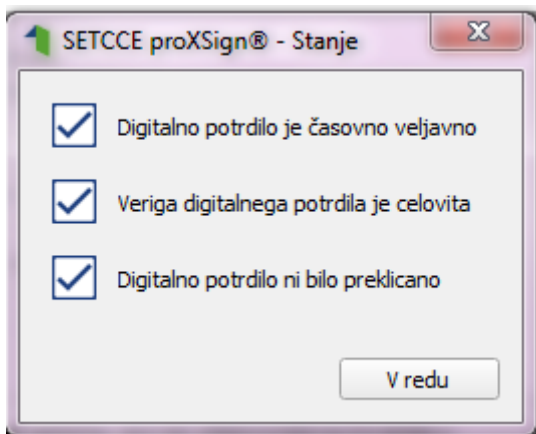 SETCCE proXSign® - Stanje
Digitalno potrdilo je časovno veljavno
Veriga digitalnega potrdila je celovita
Digitalno potrdilo ni bilo preklicano
V redu